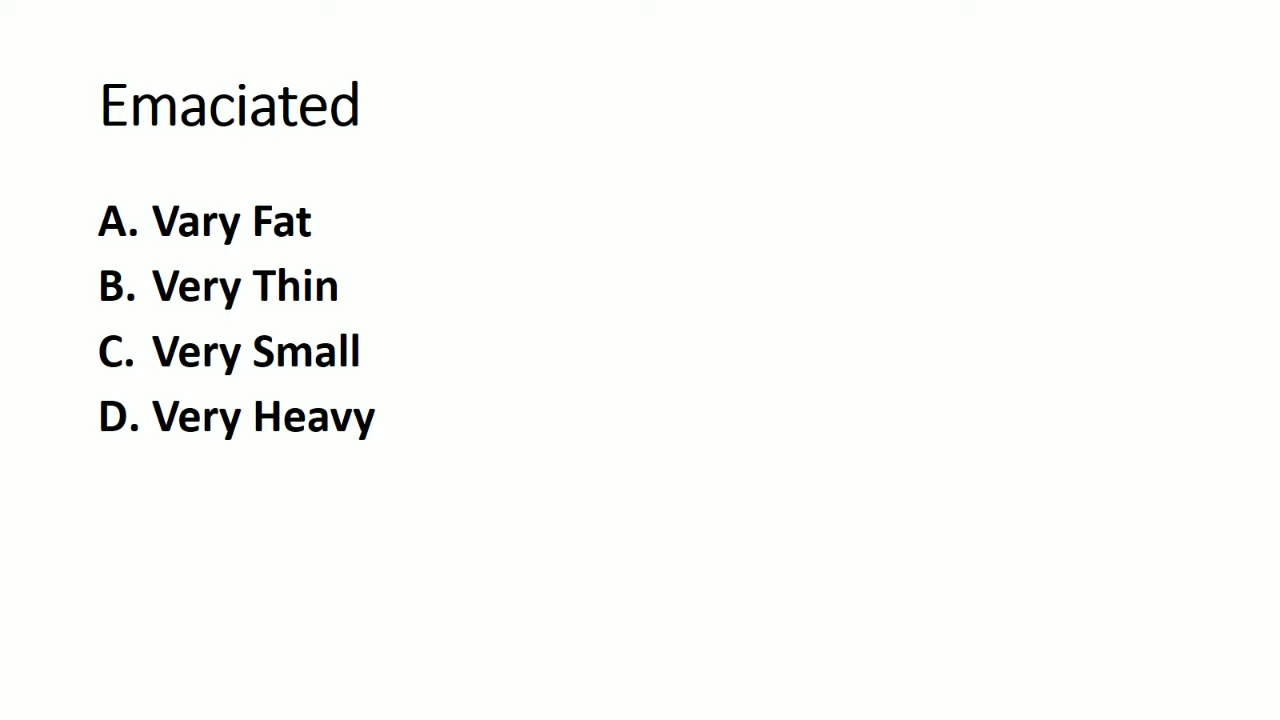 Emaciated
A. Vary Fat
B. Very Thin
C. Very Small
D. Very Heavy